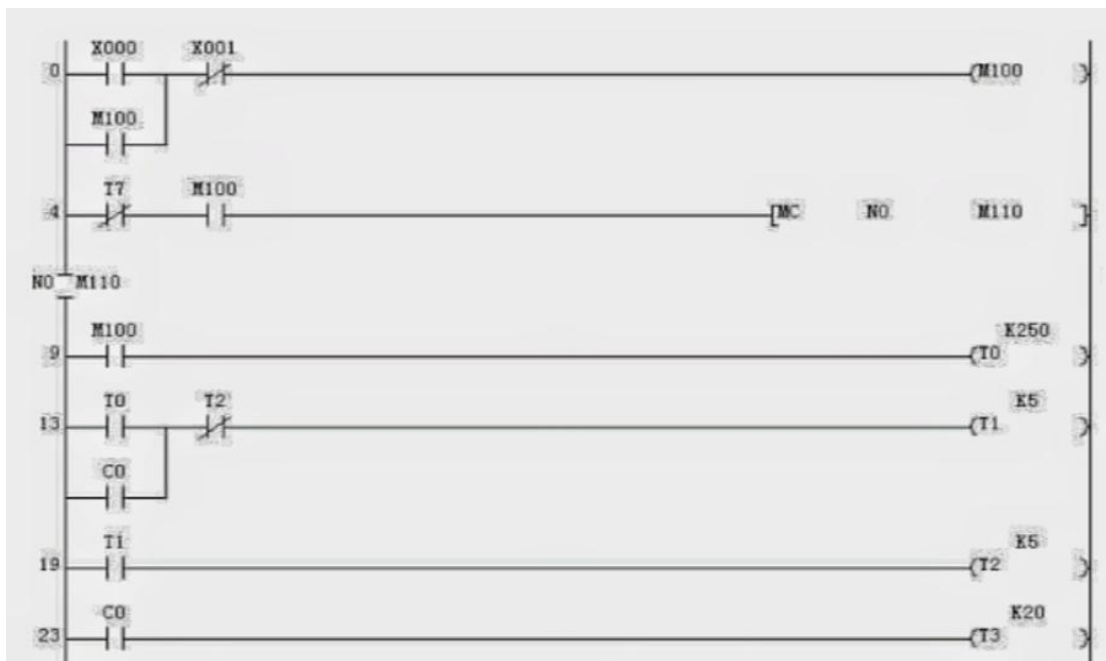 X000 X001
0 (M100 )
M100
T7 M100
4 [MC N0 M110 ]
N0 M110
M100 K250
9 (T0 )
T0 T2 K5
13 (T1 )
C0
T1 K5
19 (T2 )
C0 K20
23 (T3 )